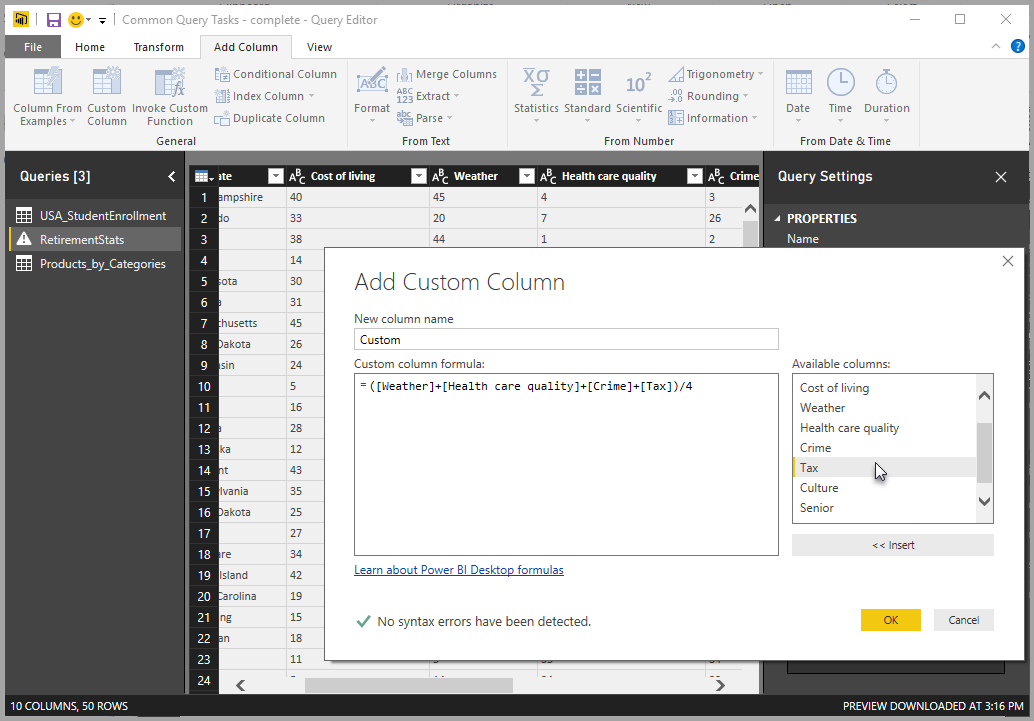 Common Query Tasks - complete - Query Editor
File Home Transform Add Column View
Column From Examples
Custom Column
Invoke Custom Function
Conditional Column
Index Column
Duplicate Column
General
Format
Merge Columns
ABC 123 Extract
Parse
From Text
Statistics
Standard
10² Scientific
Trigonometry
Rounding
Information
From Number
Date
Time
Duration
From Date & Time
Queries [3]
USA_StudentEnrollment
RetirementStats
Products_by_Categories
ate Cost of living Weather Health care quality Crime
1 ampshire 40 45 4 3
2 do 33 20 7 26
3 38 44 1 2
4 14
5 sota 30
6 a 31
7 chusetts 45
8 Dakota 26
9 sin 24
10 5
11 16
12 a 28
13 ka 12
14 nt 43
15 ylvania 35
16 Dakota 25
17 27
18 re 34
19 Island 42
20 Carolina 19
21 ng 15
22 an 18
23 11
24
Query Settings
PROPERTIES
Name
Add Custom Column
New column name
Custom
Custom column formula:
= ([Weather]+[Health care quality]+[Crime]+[Tax])/4
Available columns:
Cost of living
Weather
Health care quality
Crime
Tax
Culture
Senior
<< Insert
Learn about Power BI Desktop formulas
No syntax errors have been detected.
OK Cancel
10 COLUMNS, 50 ROWS
PREVIEW DOWNLOADED AT 3:16 PM